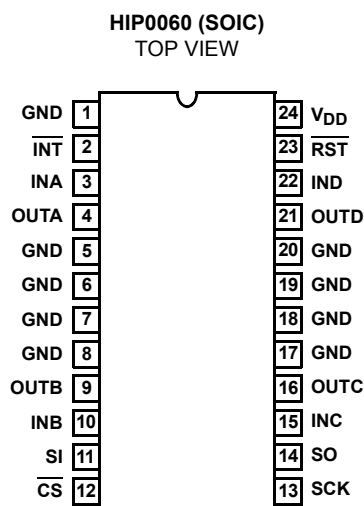 HIP0060 (SOIC)
TOP VIEW
GND 1 24 VDD
INT 2 23 RST
INA 3 22 IND
OUTA 4 21 OUTD
GND 5 20 GND
GND 6 19 GND
GND 7 18 GND
GND 8 17 GND
OUTB 9 16 OUTC
INB 10 15 INC
SI 11 14 SO
CS 12 13 SCK